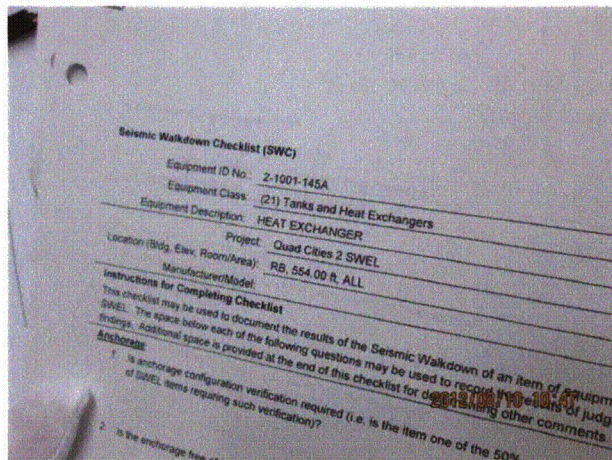 Seismic Walkdown Checklist (SWC)
Equipment ID No.: 2-1001-145A
Equipment Class: (21) Tanks and Heat Exchangers
Equipment Description: HEAT EXCHANGER
Project: Quad Cities 2 SWEL
Location (Bldg, Elev, Room/Area): RB, 554.00 ft, ALL
Manufacturer/Model:
Instructions for Completing Checklist
This checklist may be used to document the results of the Seismic Walkdown of an item of equipm
SWEL. The space below each of the following questions may be used to record the of judg
findings. Additional space is provided at the end of this checklist for other comments.
Anchorage
1. Is anchorage configuration verification required (i.e. is the item one of the 50%
of SWEL items requiring such verification)?
2. Is the anchorage free